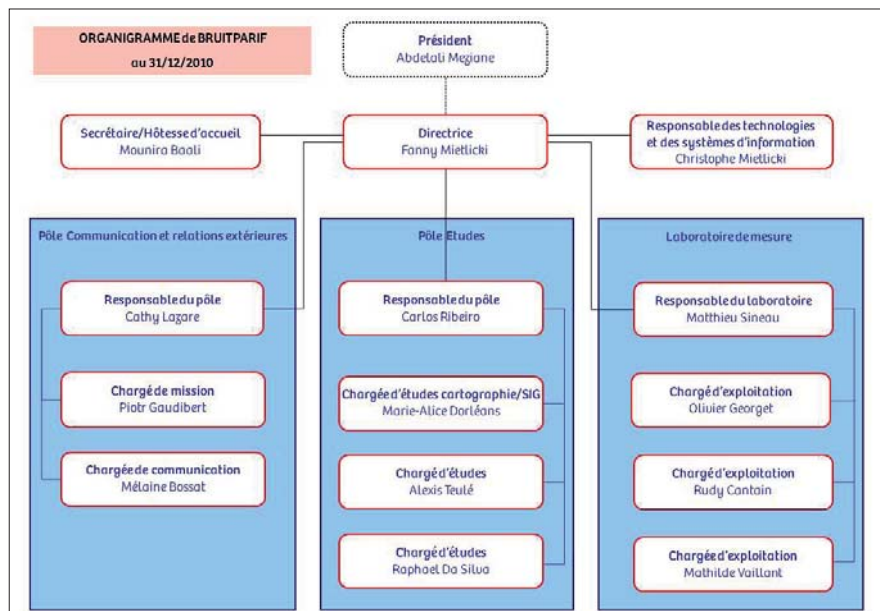 ORGANIGRAMME de BRUITPARIF
au 31/12/2010
Président
Abdelali Meziane
Secrétaire/Hôtesse d'accueil
Mounira Baali
Directrice
Fanny Mietlicki
Responsable des technologies
et des systèmes d'information
Christophe Mietlicki
Pôle Communication et relations extérieures
Responsable du pôle
Cathy Lazare
Chargé de mission
Piotr Gaudibert
Chargée de communication
Mélaine Bossat
Pôle Etudes
Responsable du pôle
Carlos Ribeiro
Chargée d'études cartographie/SIG
Marie-Alice Dorléans
Chargé d'études
Alexis Teulé
Chargé d'études
Raphael Da Silva
Laboratoire de mesure
Responsable du laboratoire
Matthieu Sineau
Chargé d'exploitation
Olivier Georget
Chargé d'exploitation
Rudy Cantain
Chargée d'exploitation
Mathilde Vaillant